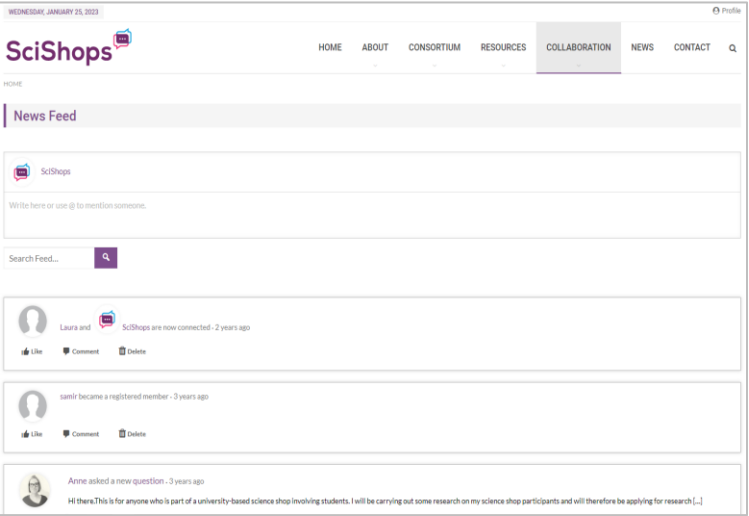 WEDNESDAY, JANUARY 25, 2023 Profile
SciShops
HOME ABOUT CONSORTIUM RESOURCES COLLABORATION NEWS CONTACT
HOME
News Feed
SciShops
Write here or use @ to mention someone.
Search Feed...
Laura and SciShops are now connected - 2 years ago
Like Comment Delete
samir became a registered member - 3 years ago
Like Comment Delete
Anne asked a new question - 3 years ago
Hi there.This is for anyone who is part of a university-based science shop involving students. I will be carrying out some research on my science shop participants and will therefore be applying for research [...]